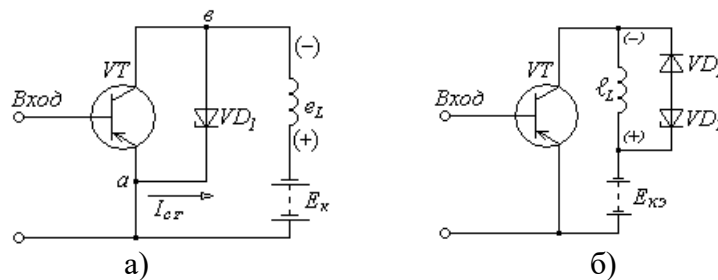 в
(−)
VT
Вход
VD1
eL
(+)
a
Iст
Eк
а)
(−)
VT
Вход
ℓL
VD
VD
(+)
Eкэ
б)